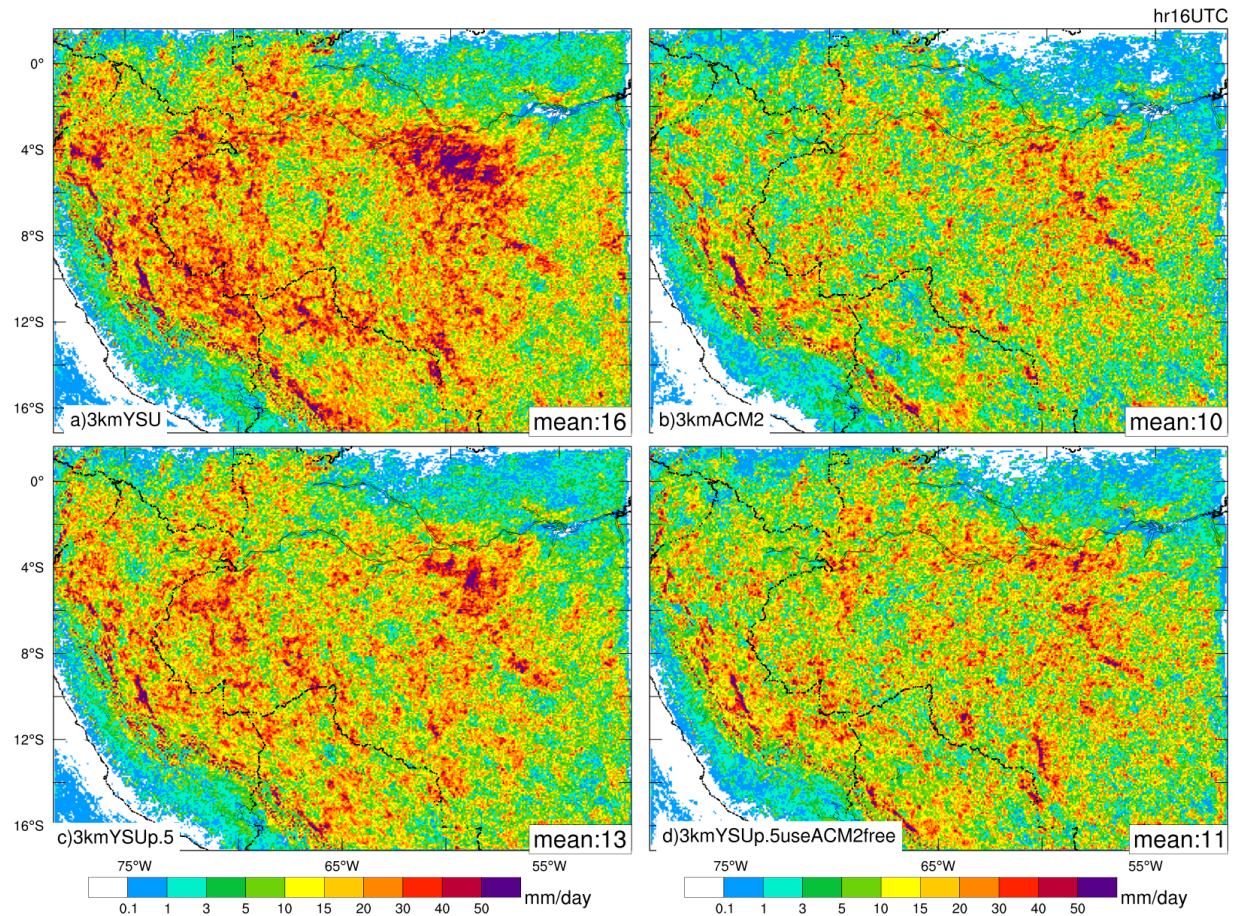 hr16UTC
0°
4°S
8°S
12°S
16°S
a)3kmYSU
mean:16
b)3kmACM2
mean:10
0°
4°S
8°S
12°S
16°S
c)3kmYSUp.5
mean:13
d)3kmYSUp.5useACM2free
mean:11
75°W 65°W 55°W 75°W 65°W 55°W
mm/day mm/day
0.1 1 3 5 10 15 20 30 40 50 0.1 1 3 5 10 15 20 30 40 50